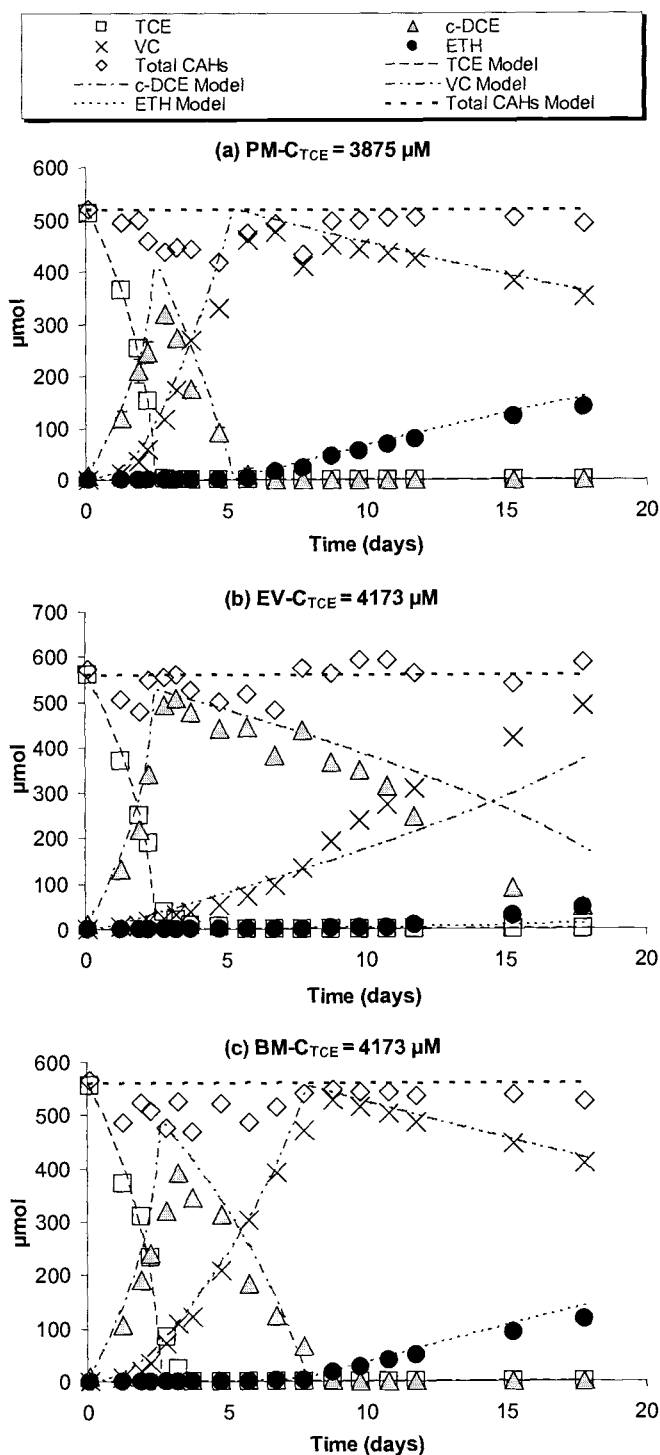 TCE c-DCE
VC ETH
Total CAHs TCE Model
c-DCE Model VC Model
ETH Model Total CAHs Model
(a) PM-CTCE = 3875 µM
600
500
400
300
200
100
0
µmol
0 5 10 15 20
Time (days)
(b) EV-CTCE = 4173 µM
700
600
500
400
300
200
100
0
µmol
0 5 10 15 20
Time (days)
(c) BM-CTCE = 4173 µM
600
500
400
300
200
100
0
µmol
0 5 10 15 20
Time (days)